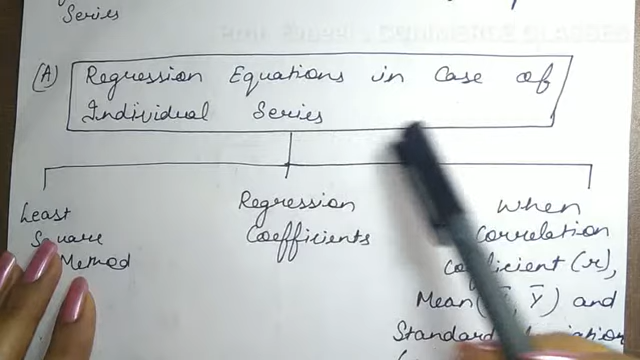 Series
(A) Regression Equations in Case of
Individual Series
Least
Square
Method
Regression
Coefficients
When
Correlation
Coefficient (r),
Mean Ȳ) and
Standard